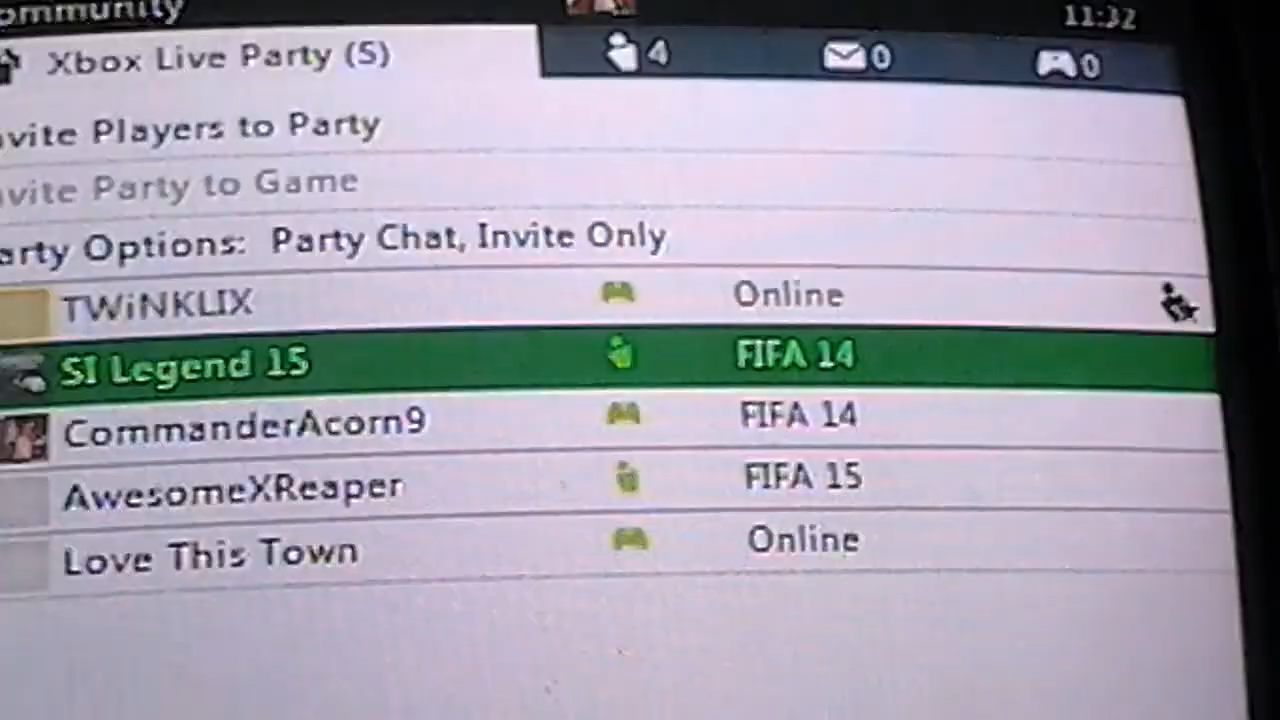 ommunity
11:32
Xbox Live Party (5)
4
0
0
nvite Players to Party
nvite Party to Game
arty Options: Party Chat, Invite Only
TWiNKLIX Online
SI Legend 15 FIFA 14
CommanderAcorn9 FIFA 14
AwesomeXReaper FIFA 15
Love This Town Online